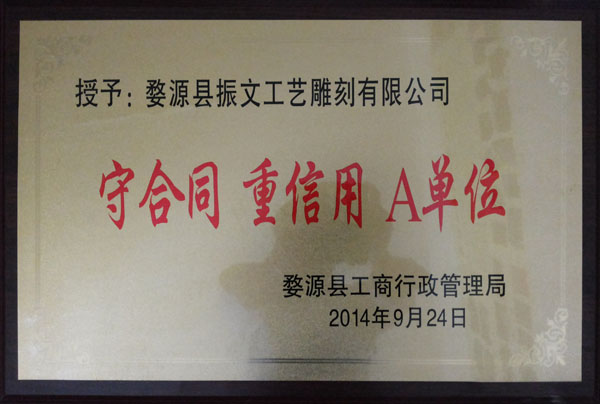 授予：婺源县振文工艺雕刻有限公司
守合同 重信用 A单位
婺源县工商行政管理局
2014年9月24日